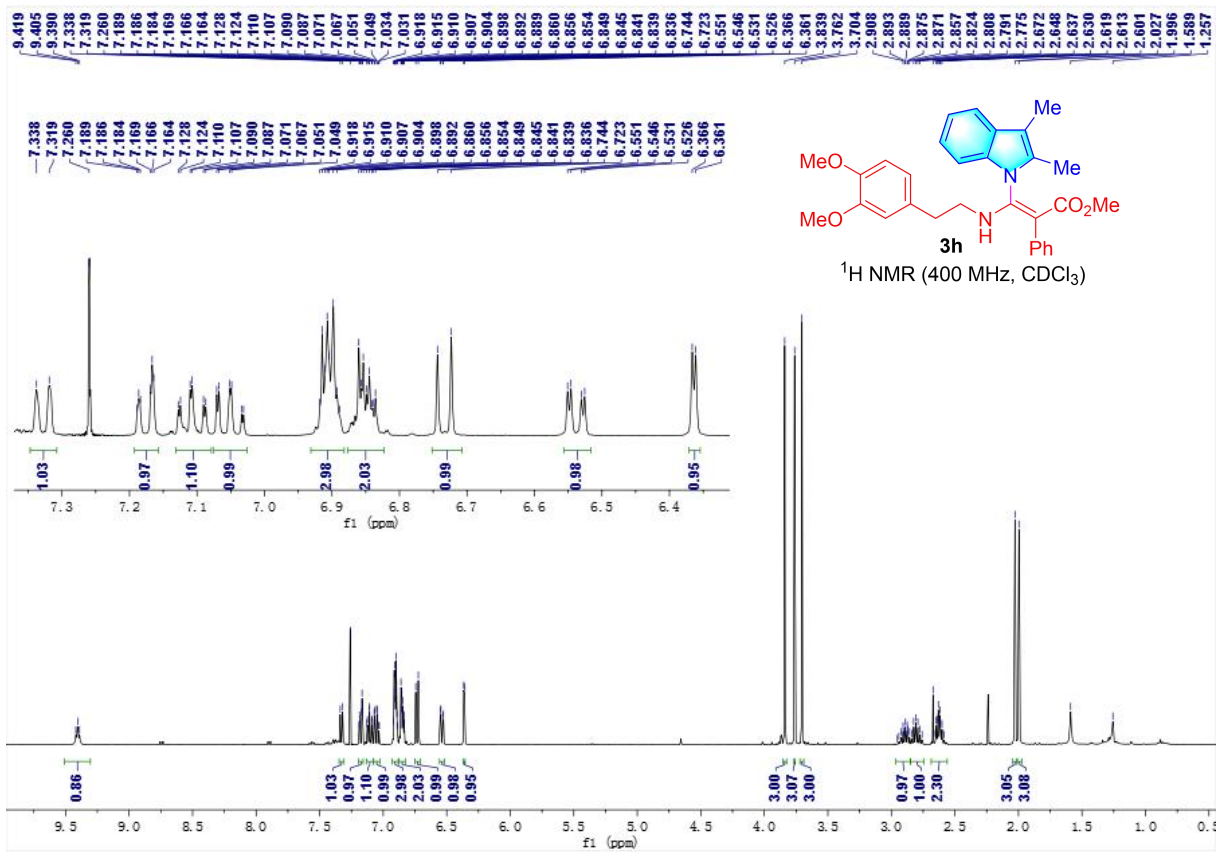 9.419 9.405 9.390 7.338 7.319 7.260 7.189 7.186 7.184 7.169 7.166 7.164 7.128 7.124 7.110 7.107 7.090 7.087 7.071 7.067 7.051 7.049 7.034 7.031 6.918 6.915 6.910 6.907 6.904 6.898 6.892 6.889 6.860 6.856 6.854 6.849 6.845 6.841 6.839 6.836 6.744 6.723 6.551 6.546 6.531 6.526 6.366 6.361 3.839 3.762 3.704 2.908 2.893 2.889 2.875 2.871 2.857 2.824 2.808 2.791 2.775 2.672 2.648 2.637 2.630 2.619 2.613 2.601 2.027 1.996 1.589 1.257
7.338 7.319 7.260 7.189 7.186 7.184 7.169 7.166 7.164 7.128 7.124 7.110 7.107 7.090 7.087 7.071 7.067 7.051 7.049 6.918 6.915 6.910 6.907 6.904 6.898 6.892 6.860 6.856 6.854 6.849 6.845 6.841 6.839 6.836 6.744 6.723 6.551 6.546 6.531 6.526 6.366 6.361
Me
MeO
Me
N
MeO
N
H
CO2Me
Ph
3h
1H NMR (400 MHz, CDCl3)
1.03 0.97 1.10 0.99 2.98 2.03 0.99 0.98 0.95
7.3 7.2 7.1 7.0 6.9 6.8 6.7 6.6 6.5 6.4
f1 (ppm)
0.86 1.03 0.97 1.10 0.99 2.98 2.03 0.99 0.98 0.95 3.00 3.07 3.00 0.97 1.00 2.30 3.05 3.08
9.5 9.0 8.5 8.0 7.5 7.0 6.5 6.0 5.5 5.0 4.5 4.0 3.5 3.0 2.5 2.0 1.5 1.0 0.5
f1 (ppm)